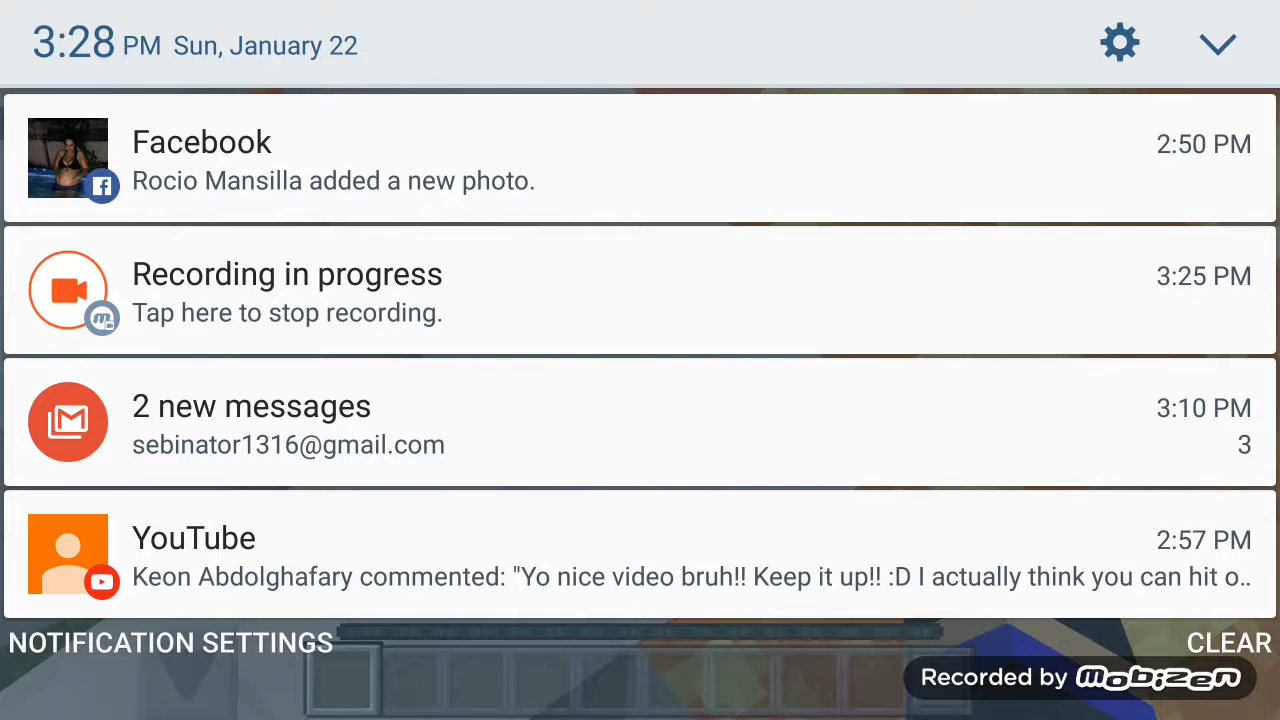 3:28 PM Sun, January 22
Facebook
2:50 PM
Rocio Mansilla added a new photo.
Recording in progress
3:25 PM
Tap here to stop recording.
2 new messages
3:10 PM
sebinator1316@gmail.com
3
YouTube
2:57 PM
Keon Abdolghafary commented: "Yo nice video bruh!! Keep it up!! :D I actually think you can hit o..
NOTIFICATION SETTINGS
CLEAR
Recorded by mobizen